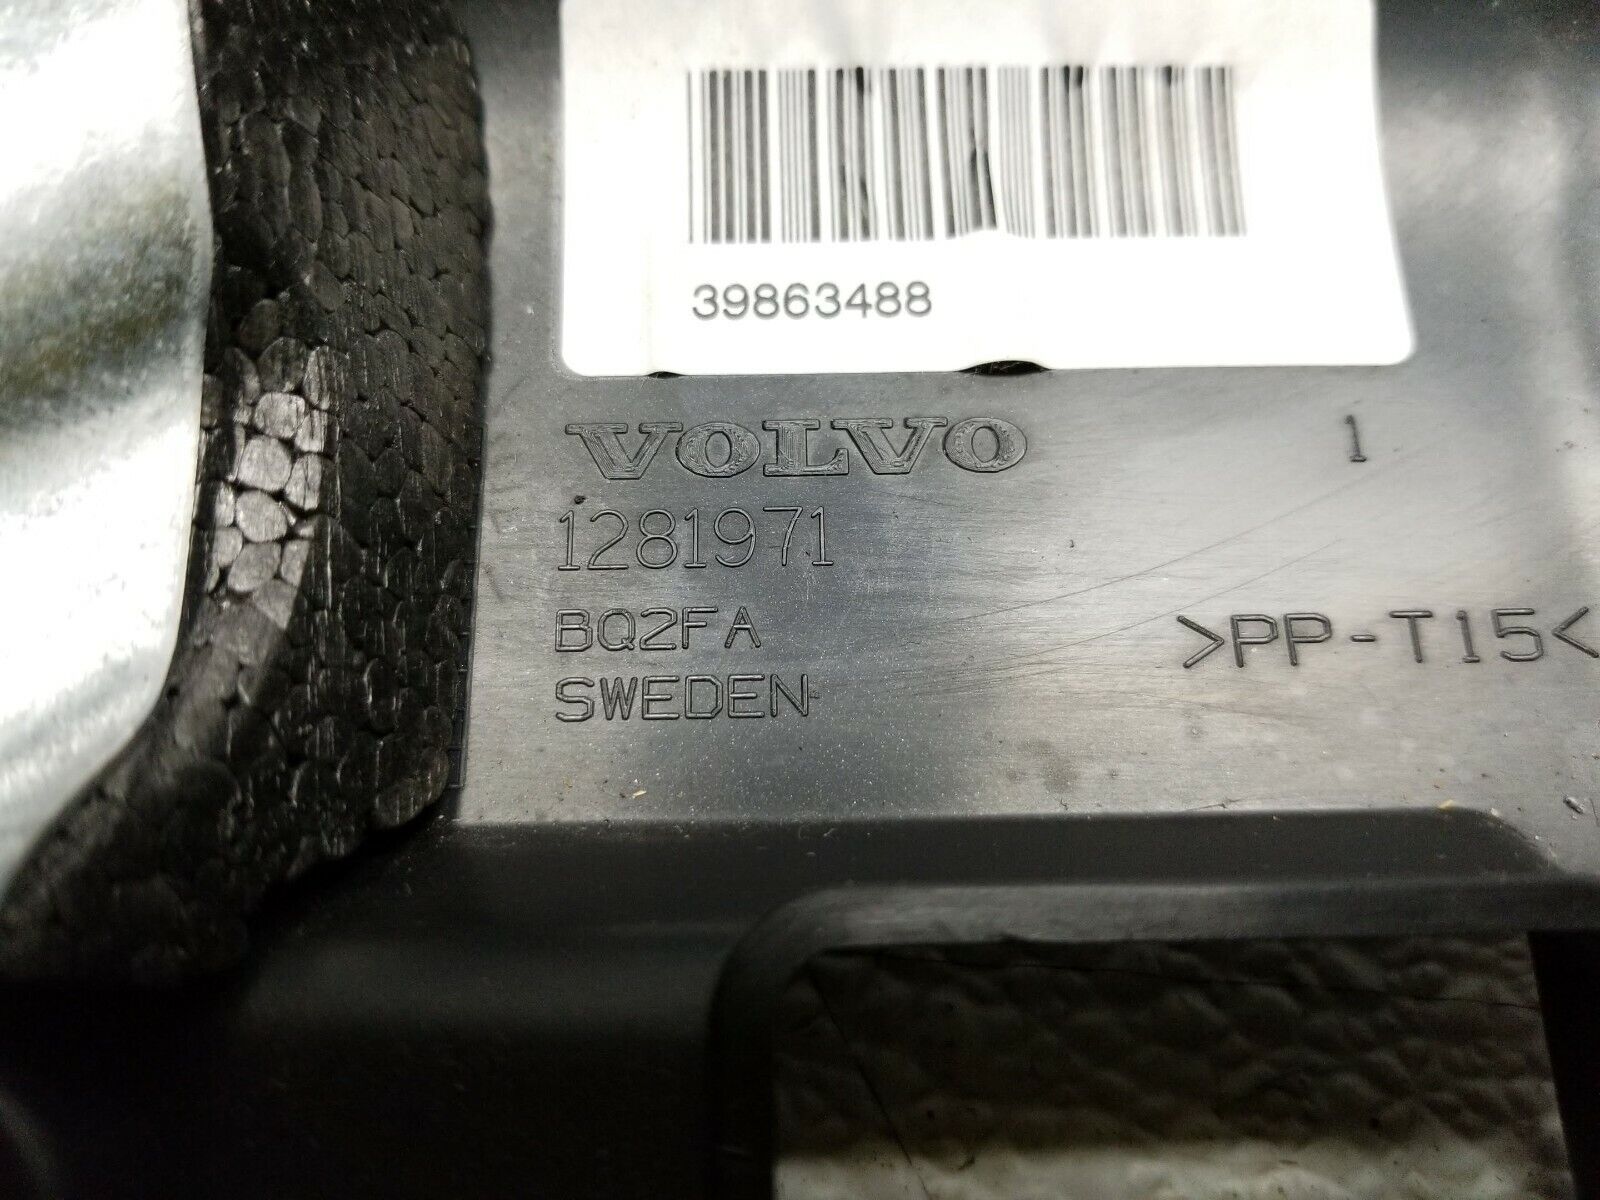 39863488
VOLVO 1
1281971
BQ2FA >PP-T15<
SWEDEN